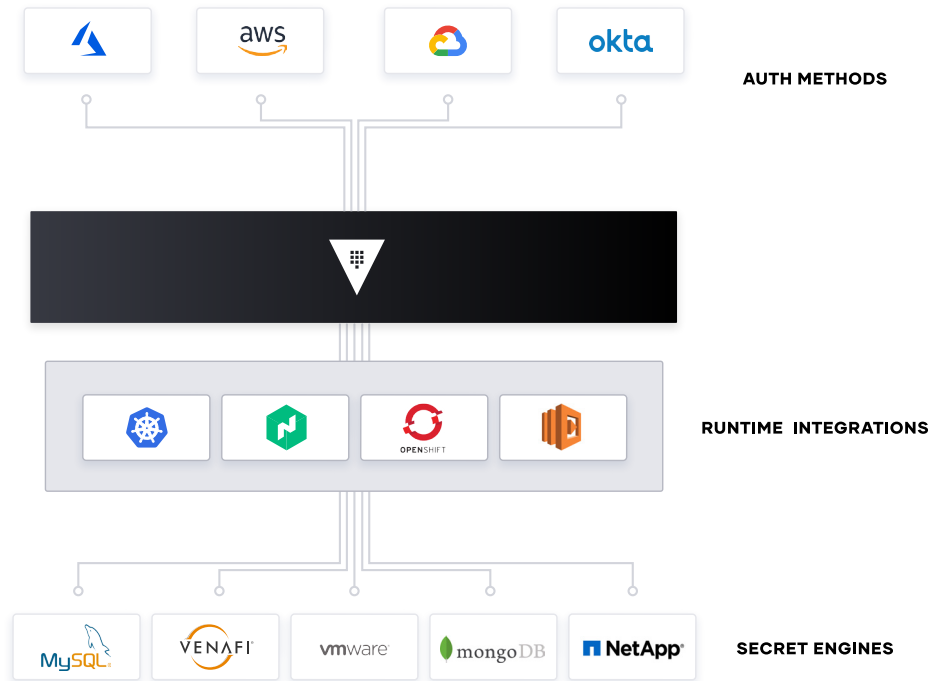 aws
okta
AUTH METHODS
OPENSHIFT
RUNTIME INTEGRATIONS
MySQL
VENAFI
vmware
mongoDB
NetApp
SECRET ENGINES